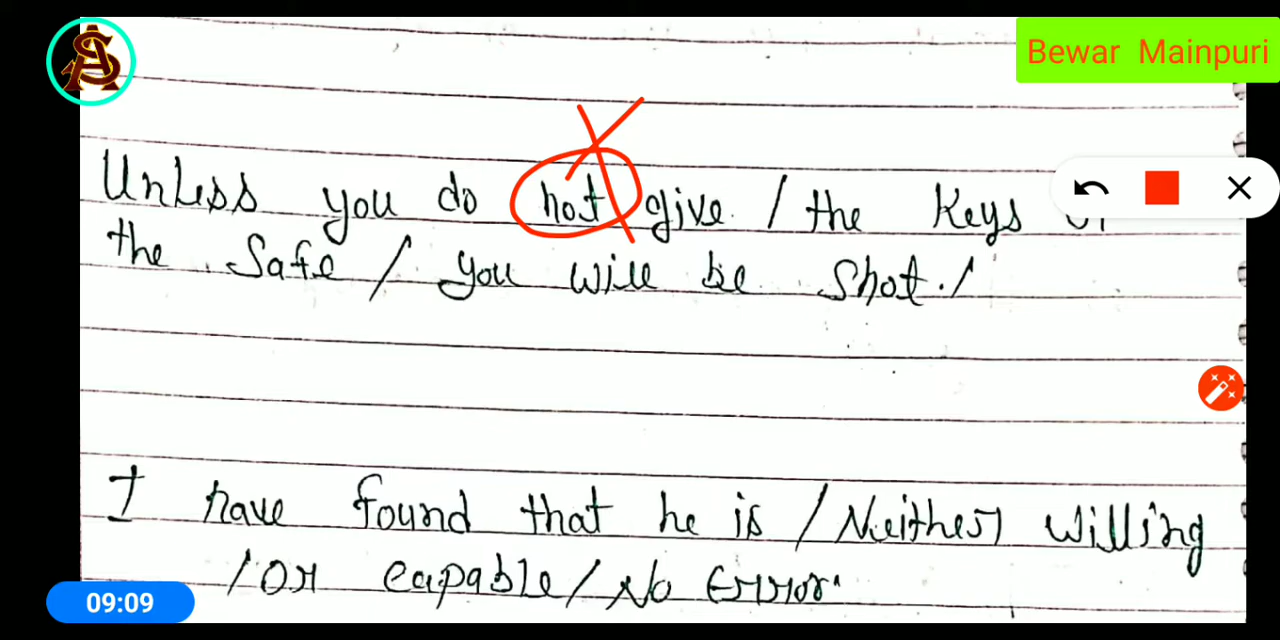 Bewar Mainpuri
Unless you do not give / the Keys of
the Safe / you will be Shot. /
I have found that he is / Neither willing
/ or capable / No Error
09:09